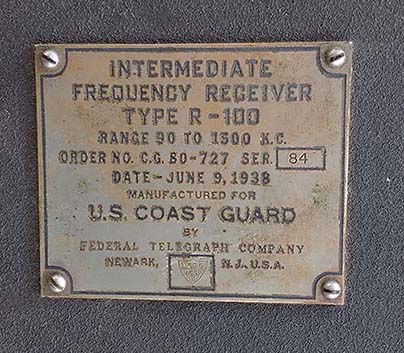 INTERMEDIATE
FREQUENCY RECEIVER
TYPE R-100
RANGE 90 TO 1500 K.C.
ORDER NO. C.G. 80-727 SER. 84
DATE-JUNE 9, 1938
MANUFACTURED FOR
U.S. COAST GUARD
BY
FEDERAL TELEGRAPH COMPANY
NEWARK, N.J., U.S.A.